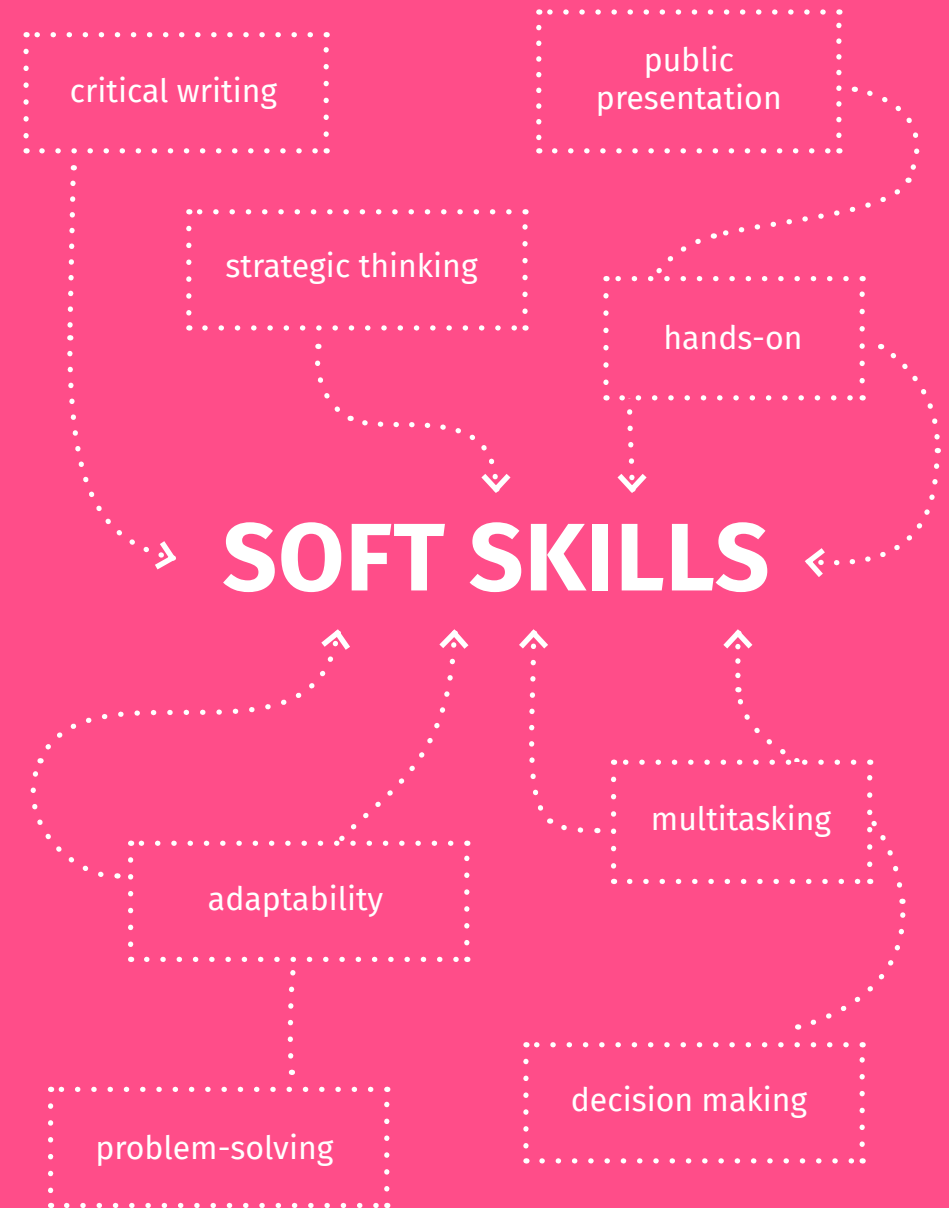 critical writing
public
presentation
strategic thinking
hands-on
SOFT SKILLS
multitasking
adaptability
decision making
problem-solving